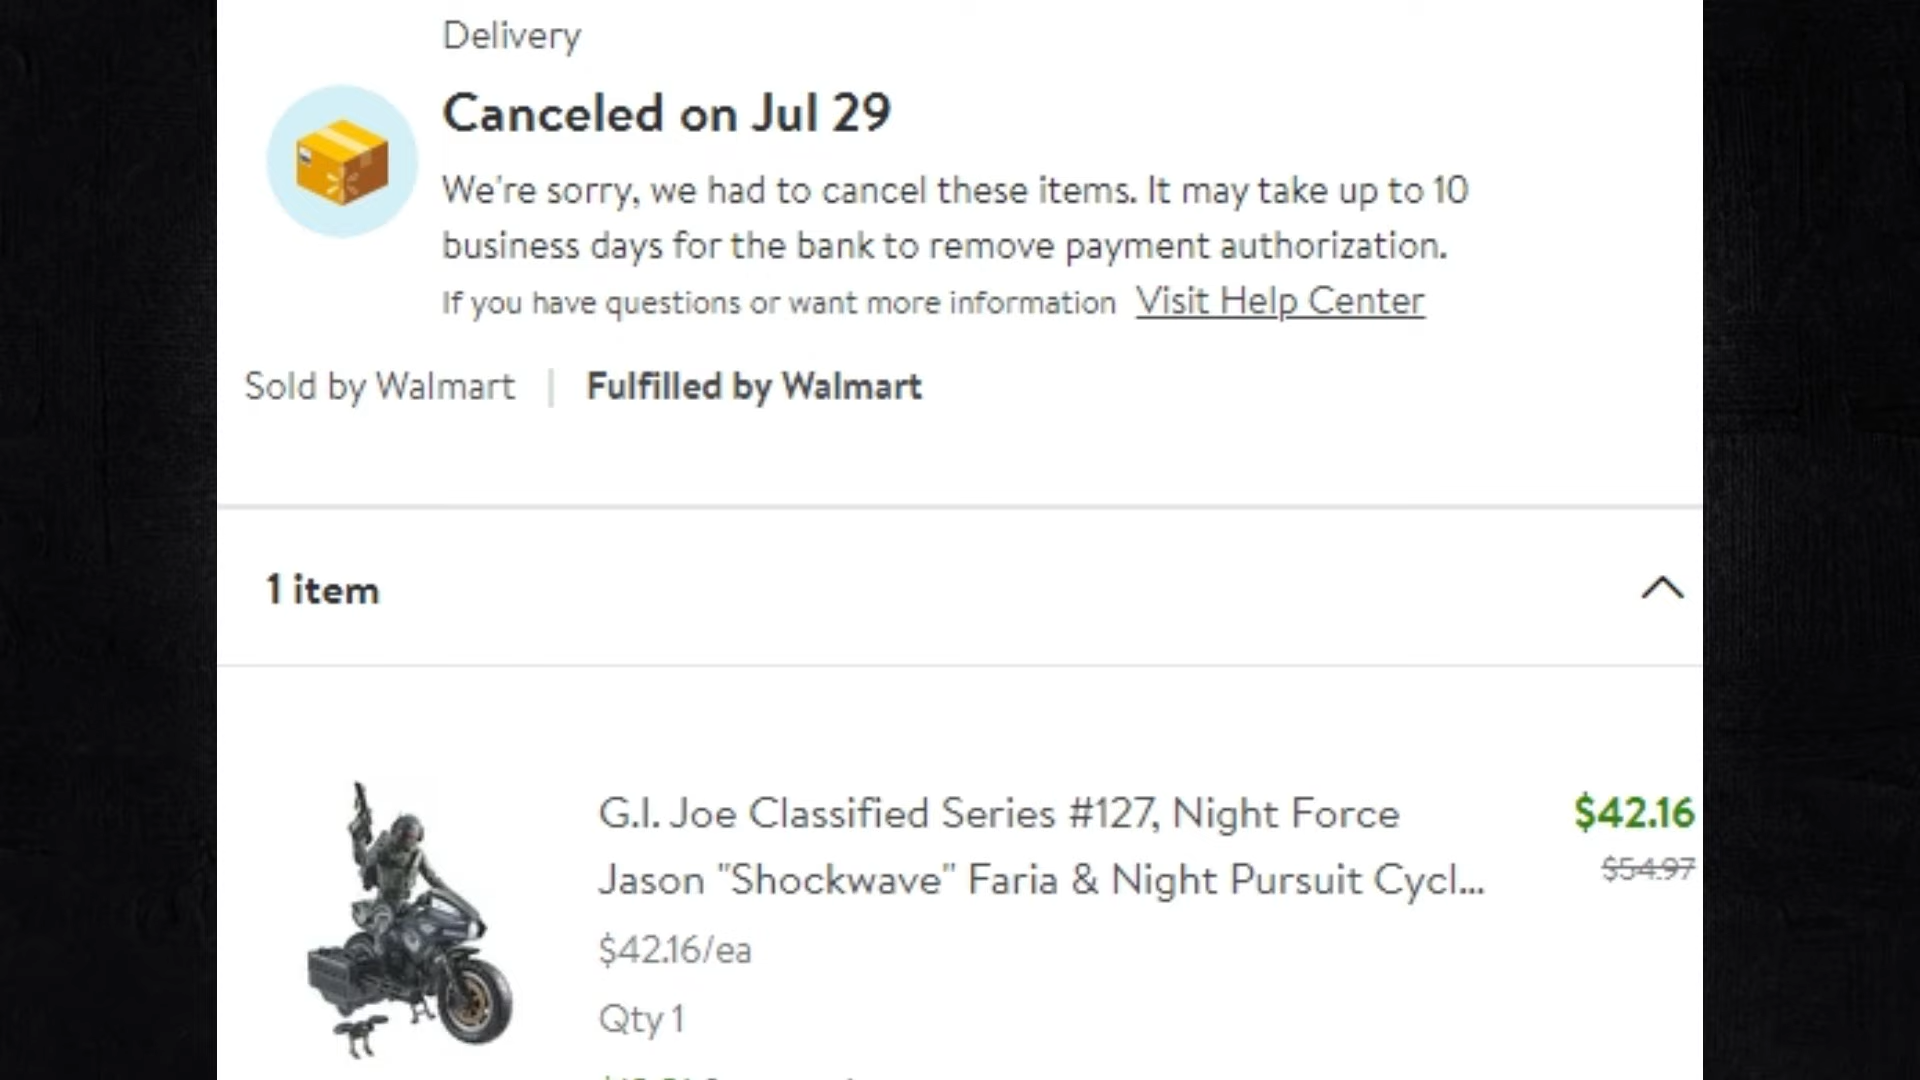 Delivery
Canceled on Jul 29
We're sorry, we had to cancel these items. It may take up to 10
business days for the bank to remove payment authorization.
If you have questions or want more information Visit Help Center
Sold by Walmart | Fulfilled by Walmart
1 item
G.I. Joe Classified Series #127, Night Force
Jason "Shockwave" Faria & Night Pursuit Cycl...
$42.16
$54.97
$42.16/ea
Qty 1